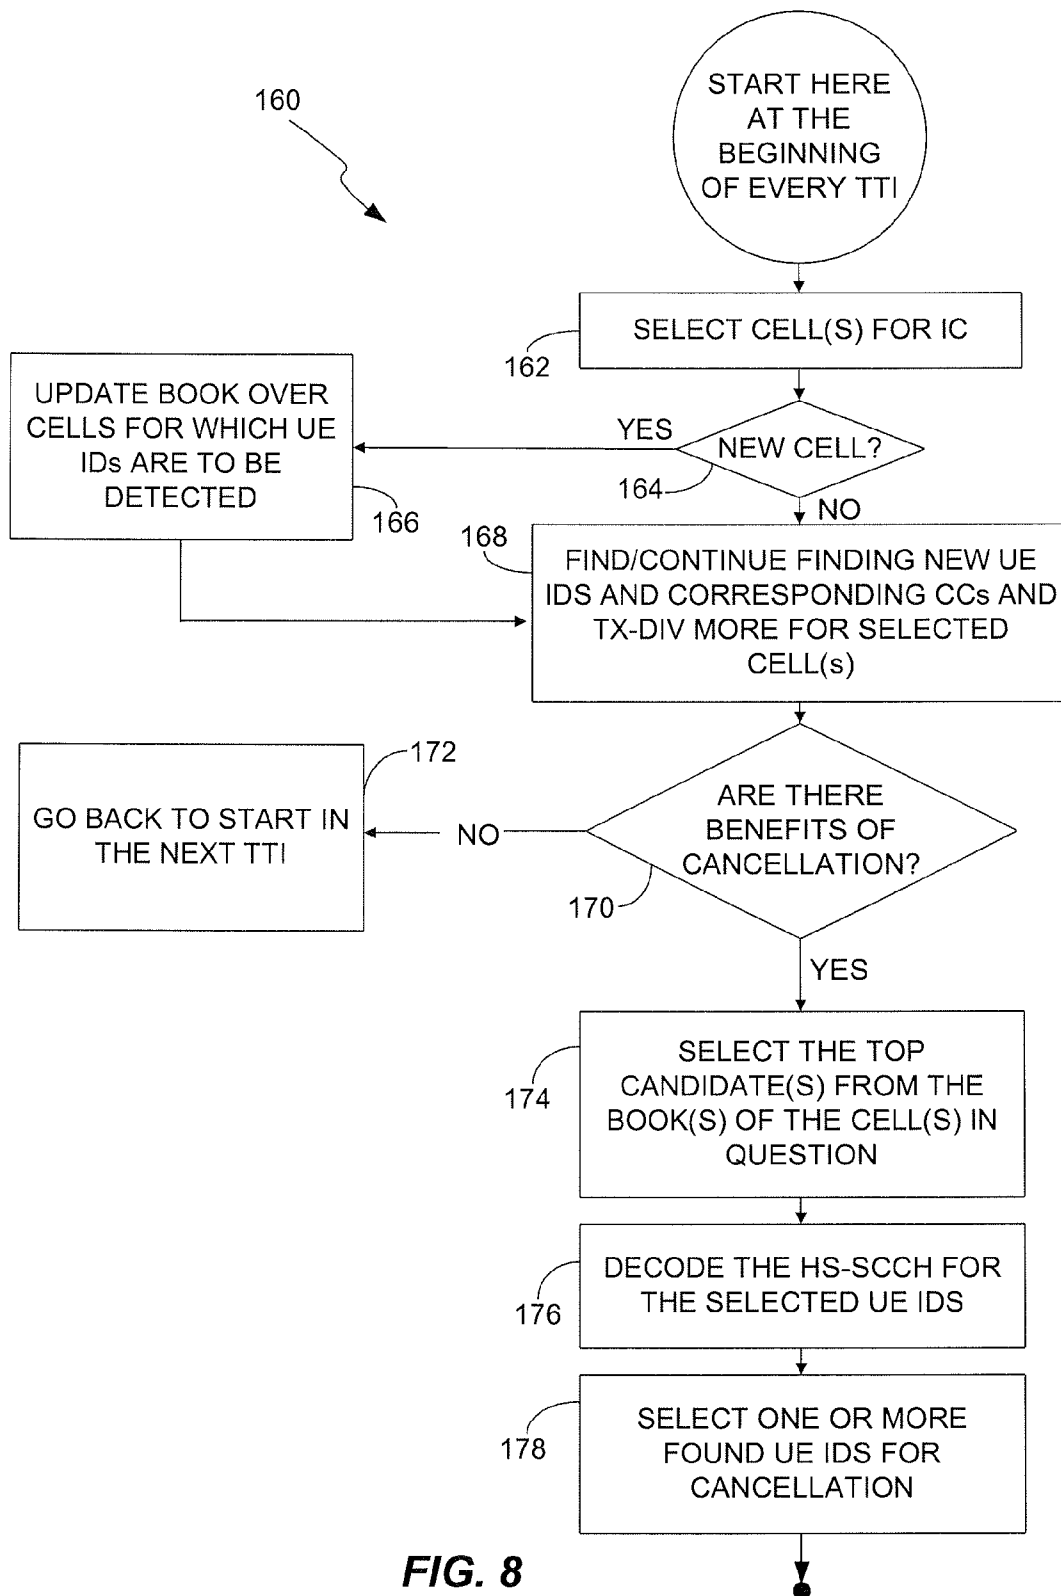 START HERE
AT THE
BEGINNING
OF EVERY TTI
160
SELECT CELL(S) FOR IC
162
UPDATE BOOK OVER
CELLS FOR WHICH UE
IDs ARE TO BE
DETECTED
166
YES
NEW CELL?
164
NO
168
FIND/CONTINUE FINDING NEW UE
IDS AND CORRESPONDING CCs AND
TX-DIV MORE FOR SELECTED
CELL(s)
172
GO BACK TO START IN
THE NEXT TTI
NO
ARE THERE
BENEFITS OF
CANCELLATION?
170
YES
SELECT THE TOP
CANDIDATE(S) FROM THE
BOOK(S) OF THE CELL(S) IN
QUESTION
174
DECODE THE HS-SCCH FOR
THE SELECTED UE IDS
176
SELECT ONE OR MORE
FOUND UE IDS FOR
CANCELLATION
178
FIG. 8